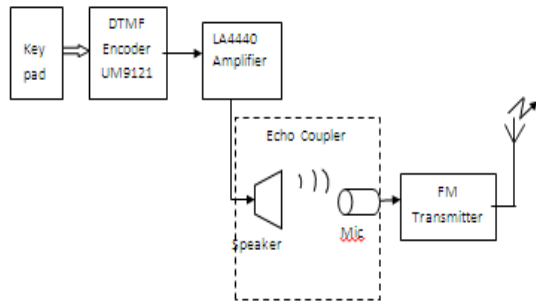 Key
pad
DTMF
Encoder
UM9121
LA4440
Amplifier
Echo Coupler
Speaker
Mic
FM
Transmitter